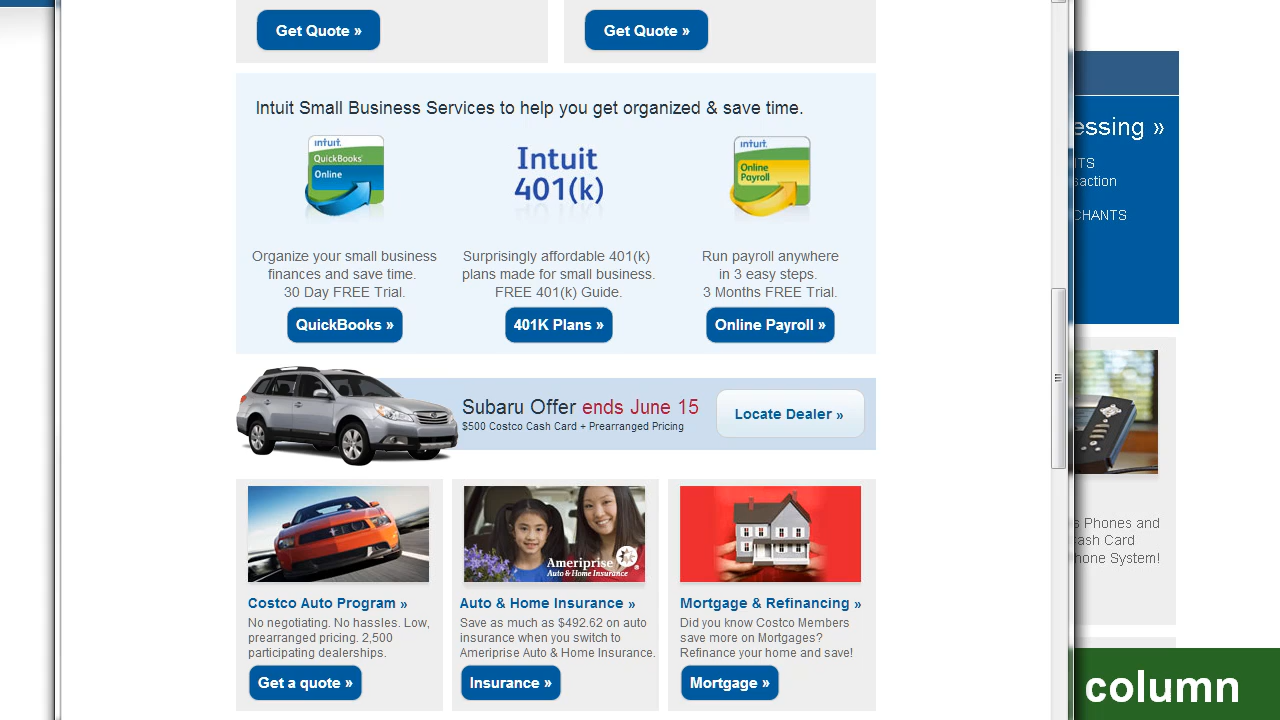 Get Quote »
Get Quote »
Intuit Small Business Services to help you get organized & save time.
intuit.
QuickBooks
Online
Intuit
401(k)
intuit.
Online
Payroll
Organize your small business
finances and save time.
30 Day FREE Trial.
Surprisingly affordable 401(k)
plans made for small business.
FREE 401(k) Guide.
Run payroll anywhere
in 3 easy steps.
3 Months FREE Trial.
QuickBooks »
401K Plans »
Online Payroll »
Subaru Offer ends June 15
$500 Costco Cash Card + Prearranged Pricing
Locate Dealer »
Ameriprise
Auto & Home Insurance
Costco Auto Program »
No negotiating. No hassles. Low,
prearranged pricing. 2,500
participating dealerships.
Get a quote »
Auto & Home Insurance »
Save as much as $492.62 on auto
insurance when you switch to
Ameriprise Auto & Home Insurance.
Insurance »
Mortgage & Refinancing »
Did you know Costco Members
save more on Mortgages?
Refinance your home and save!
Mortgage »
essing »
NTS
saction
CHANTS
s Phones and
ash Card
hone System!
column